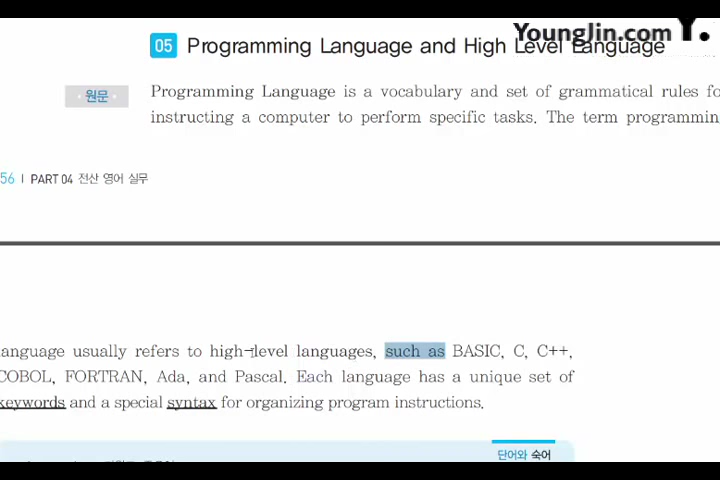 YoungJin.com Y.
05 Programming Language and High Level Language
원문
Programming Language is a vocabulary and set of grammatical rules fo
instructing a computer to perform specific tasks. The term programmin
56 | PART 04 전산 영어 실무
anguage usually refers to high-level languages, such as BASIC, C, C++,
COBOL, FORTRAN, Ada, and Pascal. Each language has a unique set of
keywords and a special syntax for organizing program instructions.
단어와 숙어